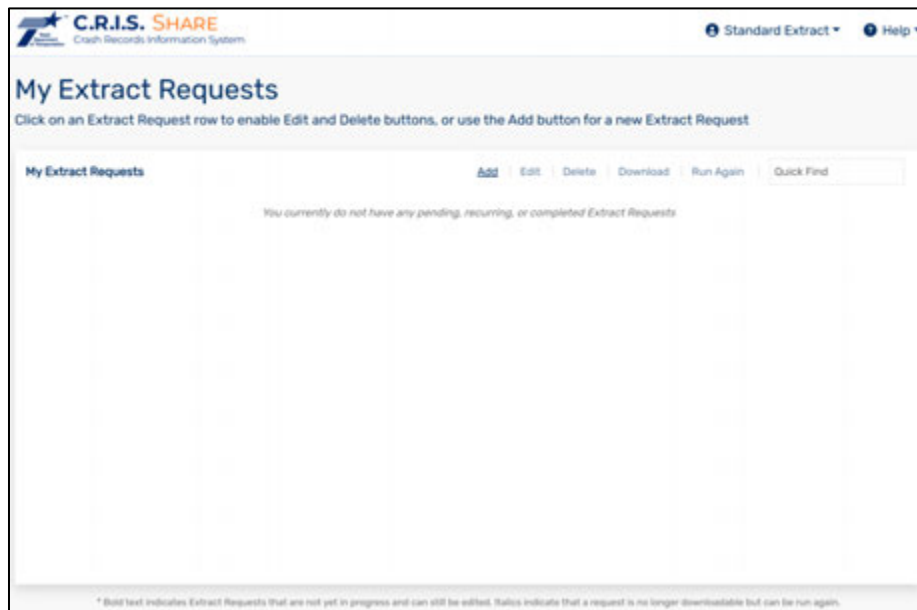 C.R.I.S. SHARE
Crash Records Information System
Standard Extract
Help
My Extract Requests
Click on an Extract Request row to enable Edit and Delete buttons, or use the Add button for a new Extract Request
My Extract Requests
Add | Edit | Delete | Download | Run Again | Quick Find
You currently do not have any pending, recurring, or completed Extract Requests
* Bold text indicates Extract Requests that are not yet in progress and can still be edited. Italics indicate that a request is no longer downloadable but can be run again.